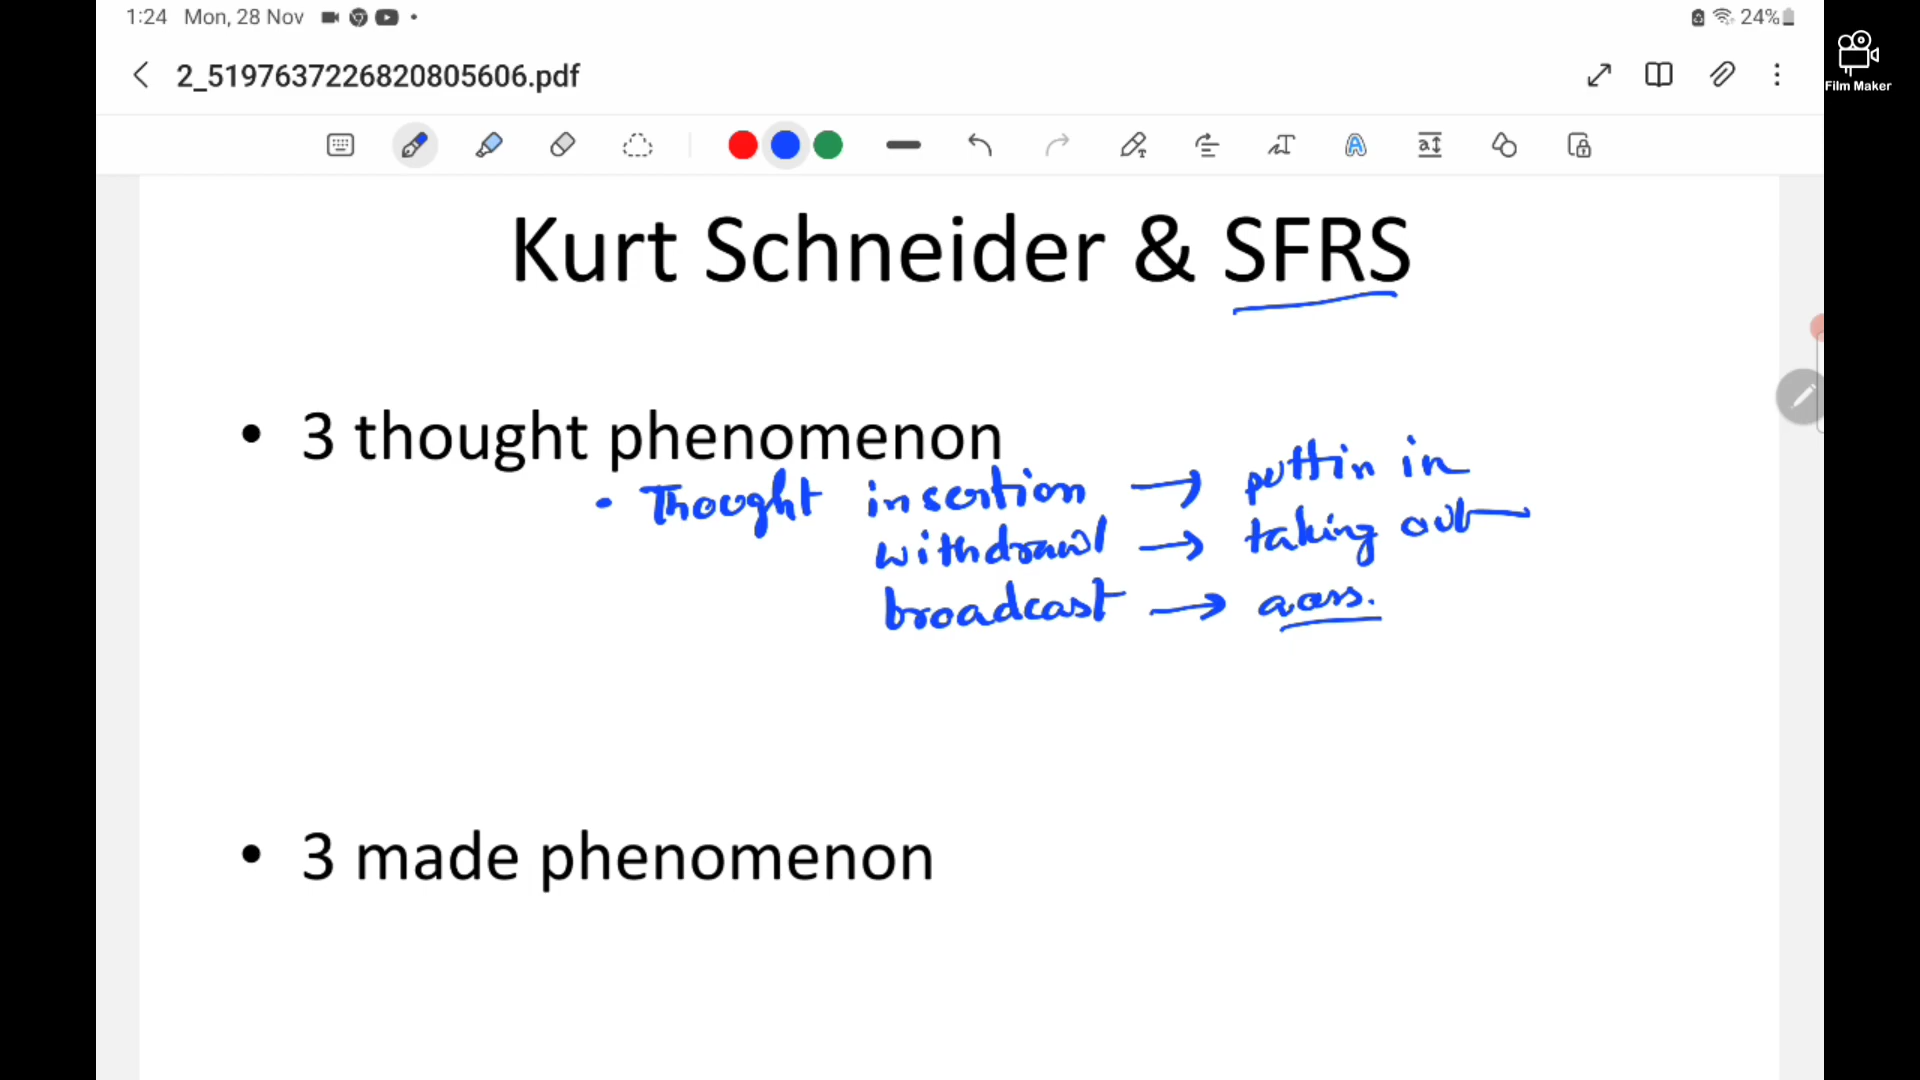 1:24 Mon, 28 Nov
24%
2_5197637226820805606.pdf
Film Maker
Kurt Schneider & SFRS
• 3 thought phenomenon
• Thought insertion → puttin in
withdrawl → taking out
broadcast →
• 3 made phenomenon